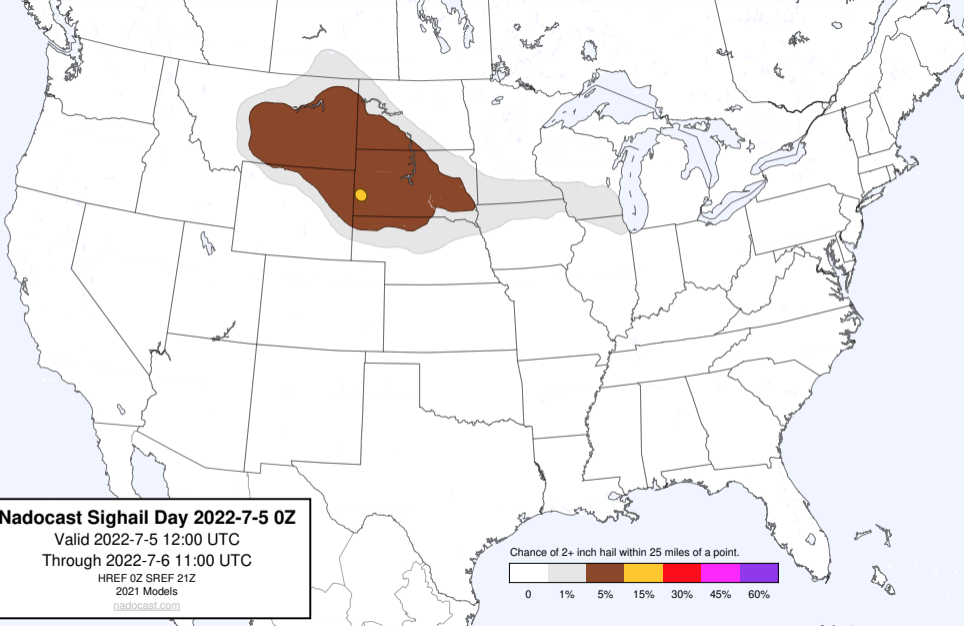 Nadocast Sighail Day 2022-7-5 0Z
Valid 2022-7-5 12:00 UTC
Through 2022-7-6 11:00 UTC
HREF 0Z SREF 21Z
2021 Models
nadocast.com
Chance of 2+ inch hail within 25 miles of a point.
0 1% 5% 15% 30% 45% 60%